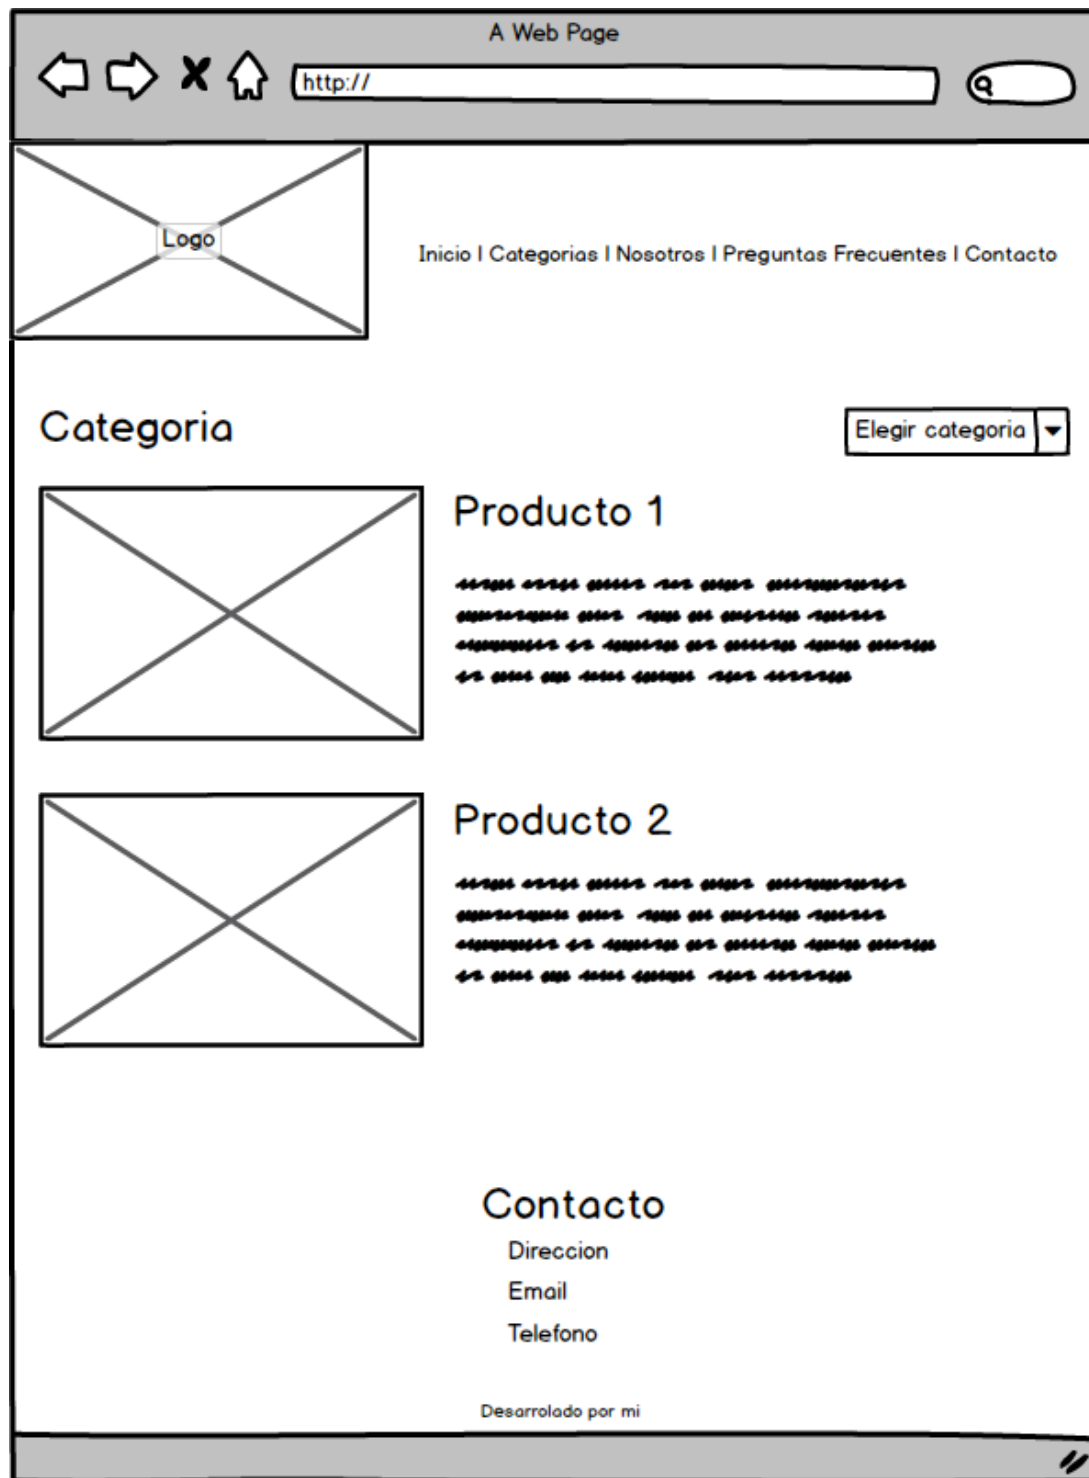 A Web Page
http://
Logo
Inicio | Categorias | Nosotros | Preguntas Frecuentes | Contacto
Categoria
Elegir categoria
Producto 1
Producto 2
Contacto
Direccion
Email
Telefono
Desarrolado por mi